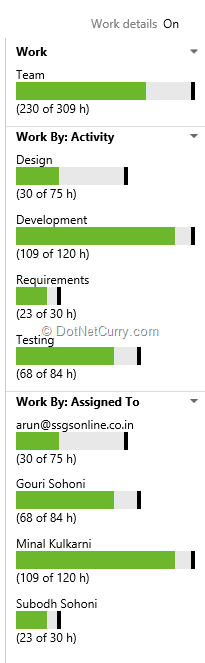 Work details On
Work
Team
(230 of 309 h)
Work By: Activity
Design
(30 of 75 h)
Development
(109 of 120 h)
Requirements
(23 of 30 h)
© DotNetCurry.com
Testing
(68 of 84 h)
Work By: Assigned To
arun@ssgsonline.co.in
(30 of 75 h)
Gouri Sohoni
(68 of 84 h)
Minal Kulkarni
(109 of 120 h)
Subodh Sohoni
(23 of 30 h)